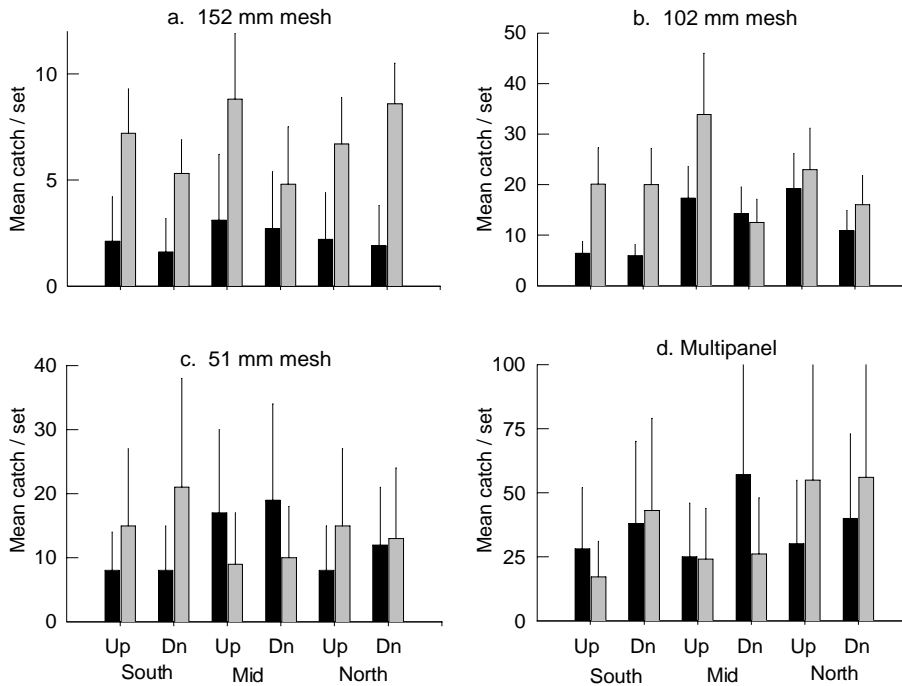 a. 152 mm mesh
Mean catch / set
10
5
0
b. 102 mm mesh
Mean catch / set
50
40
30
20
10
0
c. 51 mm mesh
Mean catch / set
40
30
20
10
0
Up Dn Up Dn Up Dn
South Mid North
d. Multipanel
Mean catch / set
100
75
50
25
0
Up Dn Up Dn Up Dn
South Mid North